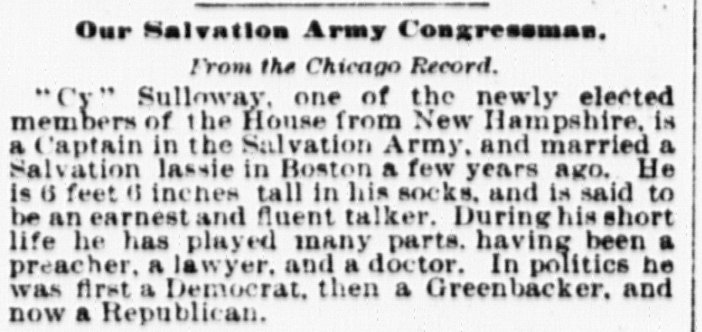 Our Salvation Army Congressman.
From the Chicago Record.
"Cy" Sulloway, one of the newly elected
members of the House from New Hampshire, is
a Captain in the Salvation Army, and married a
Salvation lassie in Boston a few years ago. He
is 6 feet 6 inches tall in his socks, and is said to
be an earnest and fluent talker. During his short
life he has played many parts, having been a
preacher, a lawyer, and a doctor. In politics he
was first a Democrat, then a Greenbacker, and
now a Republican.